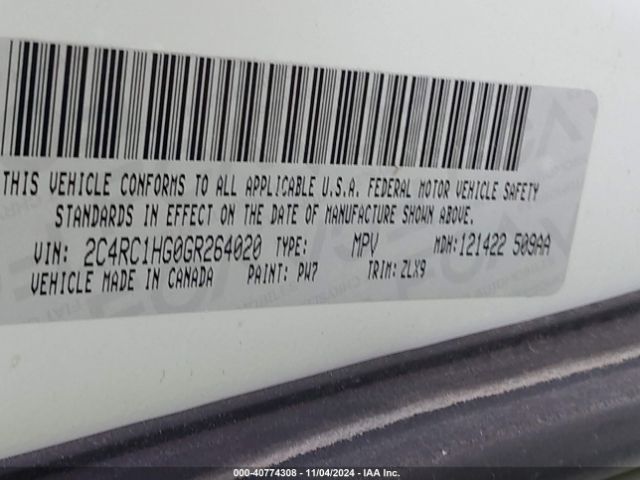 THIS VEHICLE CONFORMS TO ALL APPLICABLE U.S.A. FEDERAL MOTOR VEHICLE SAFETY
STANDARDS IN EFFECT ON THE DATE OF MANUFACTURE SHOWN ABOVE.
VIN: 2C4RC1HG0GR264020 TYPE: MPV MDH:121422 509AA
VEHICLE MADE IN CANADA PAINT: PW7 TRIM:ZLX9
000-40774308 - 11/04/2024 - IAA Inc.